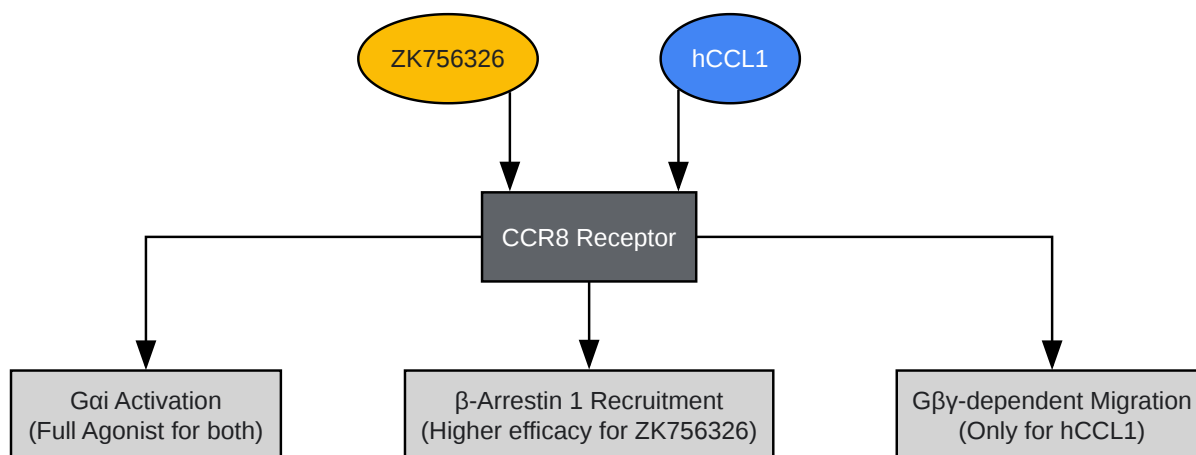 ZK756326
hCCL1
CCR8 Receptor
Gαi Activation
(Full Agonist for both)
β-Arrestin 1 Recruitment
(Higher efficacy for ZK756326)
Gβγ-dependent Migration
(Only for hCCL1)